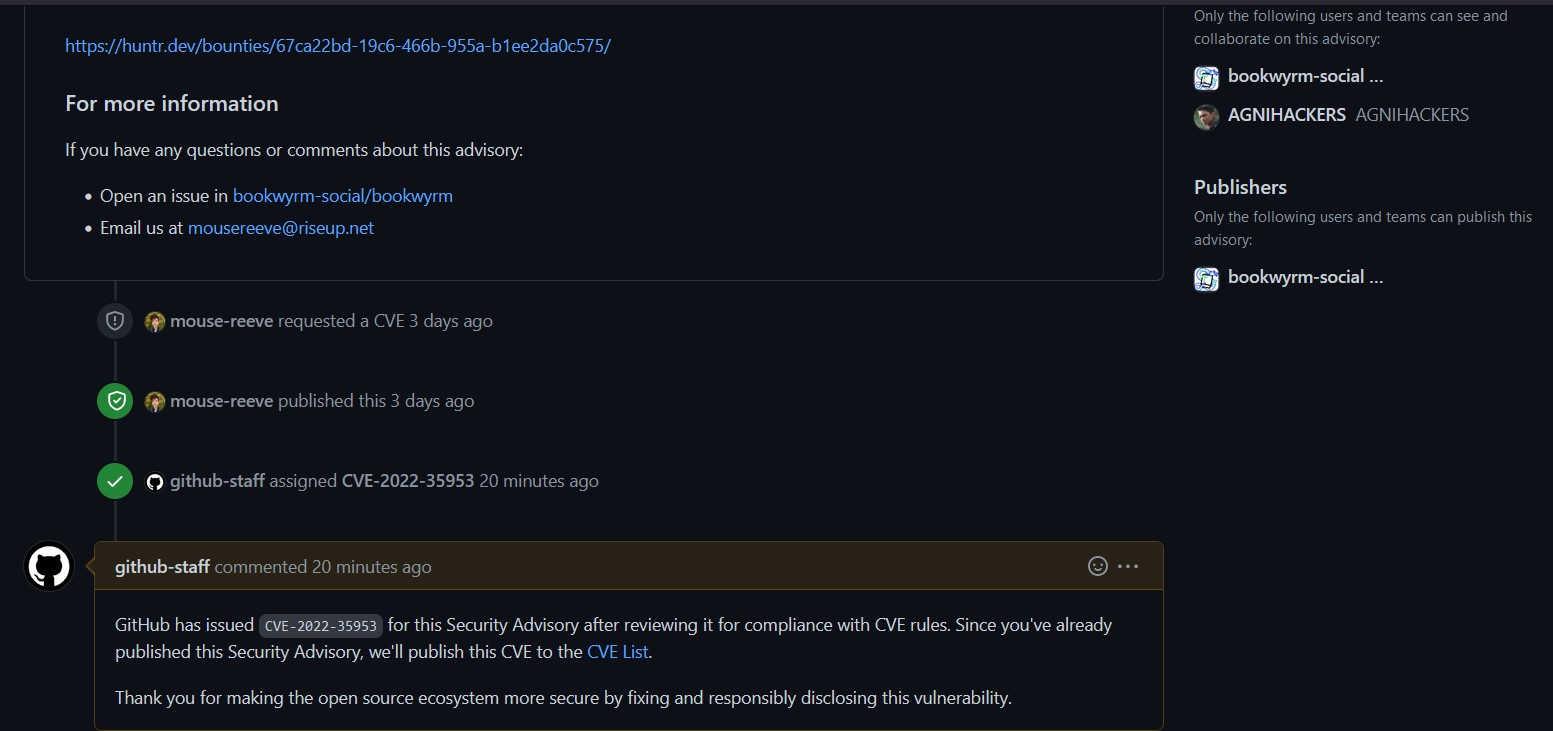 https://huntr.dev/bounties/67ca22bd-19c6-466b-955a-b1ee2da0c575/
For more information
If you have any questions or comments about this advisory:
• Open an issue in bookwyrm-social/bookwyrm
• Email us at mousereeve@riseup.net
mouse-reeve requested a CVE 3 days ago
mouse-reeve published this 3 days ago
github-staff assigned CVE-2022-35953 20 minutes ago
github-staff commented 20 minutes ago
GitHub has issued CVE-2022-35953 for this Security Advisory after reviewing it for compliance with CVE rules. Since you've already
published this Security Advisory, we'll publish this CVE to the CVE List.
Thank you for making the open source ecosystem more secure by fixing and responsibly disclosing this vulnerability.
Only the following users and teams can see and
collaborate on this advisory:
bookwyrm-social ...
AGNIHACKERS AGNIHACKERS
Publishers
Only the following users and teams can publish this
advisory:
bookwyrm-social ...